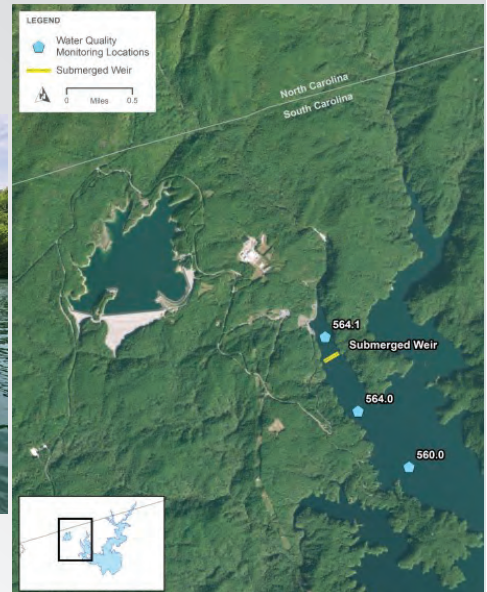 LEGEND
Water Quality
Monitoring Locations
Submerged Weir
0 0.5
Miles
North Carolina
South Carolina
564.1
Submerged Weir
564.0
560.0